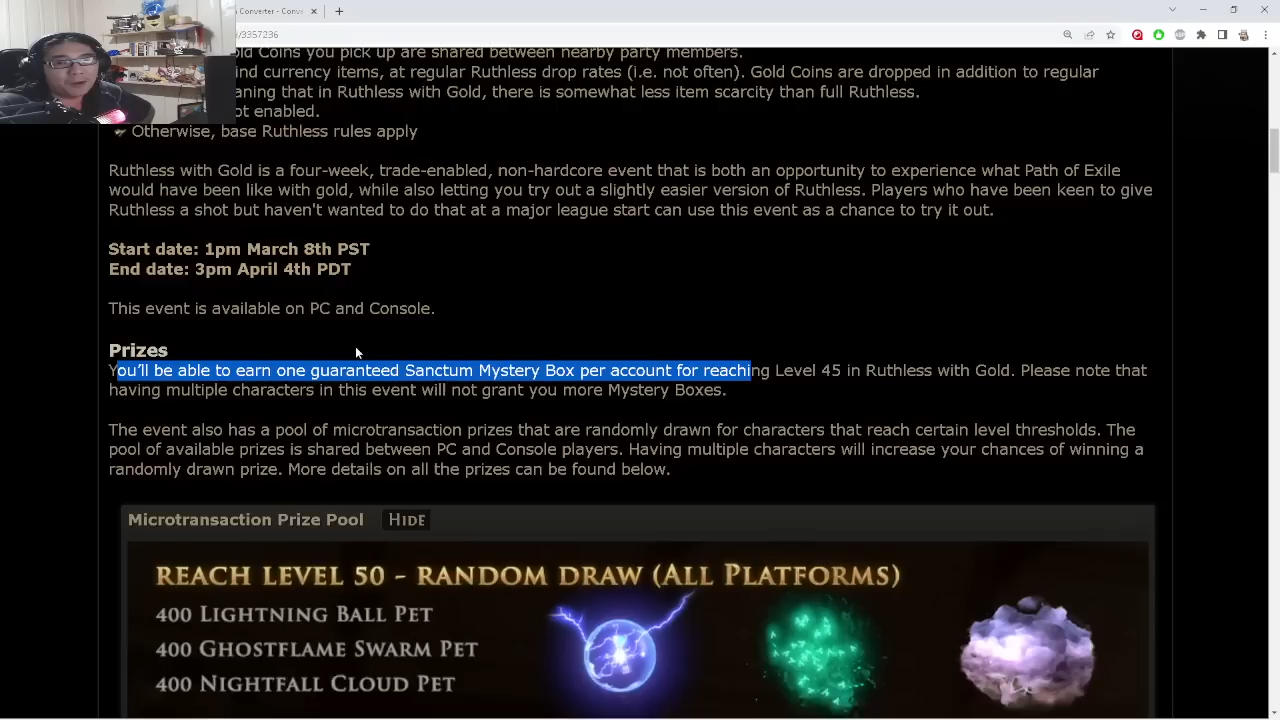 Converter - Conv
/3357236
old Coins you pick up are shared between nearby party members.
ind currency items, at regular Ruthless drop rates (i.e. not often). Gold Coins are dropped in addition to regular
aning that in Ruthless with Gold, there is somewhat less item scarcity than full Ruthless.
ot enabled.
Otherwise, base Ruthless rules apply
Ruthless with Gold is a four-week, trade-enabled, non-hardcore event that is both an opportunity to experience what Path of Exile
would have been like with gold, while also letting you try out a slightly easier version of Ruthless. Players who have been keen to give
Ruthless a shot but haven't wanted to do that at a major league start can use this event as a chance to try it out.
Start date: 1pm March 8th PST
End date: 3pm April 4th PDT
This event is available on PC and Console.
Prizes
You'll be able to earn one guaranteed Sanctum Mystery Box per account for reaching Level 45 in Ruthless with Gold. Please note that
having multiple characters in this event will not grant you more Mystery Boxes.
The event also has a pool of microtransaction prizes that are randomly drawn for characters that reach certain level thresholds. The
pool of available prizes is shared between PC and Console players. Having multiple characters will increase your chances of winning a
randomly drawn prize. More details on all the prizes can be found below.
Microtransaction Prize Pool HIDE
REACH LEVEL 50 - RANDOM DRAW (ALL PLATFORMS)
400 LIGHTNING BALL PET
400 GHOSTFLAME SWARM PET
400 NIGHTFALL CLOUD PET